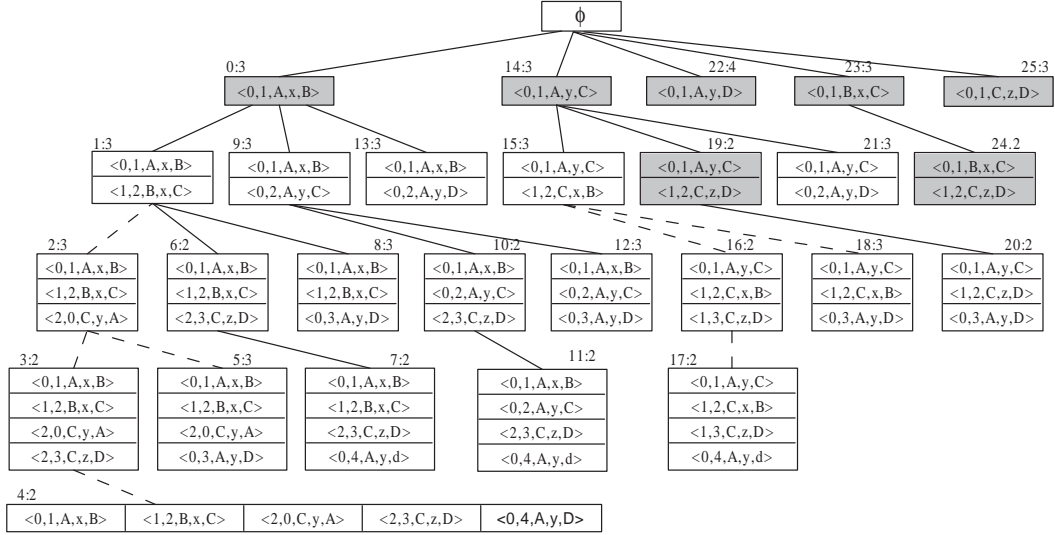 ϕ
0:3 14:3 22:4 23:3 25:3
<0,1,A,x,B> <0,1,A,y,C> <0,1,A,y,D> <0,1,B,x,C> <0,1,C,z,D>
1:3 9:3 13:3 15:3 19:2 21:3 24.2
<0,1,A,x,B> <0,1,A,x,B> <0,1,A,x,B> <0,1,A,y,C> <0,1,A,y,C> <0,1,A,y,C> <0,1,B,x,C>
<1,2,B,x,C> <0,2,A,y,C> <0,2,A,y,D> <1,2,C,x,B> <1,2,C,z,D> <0,2,A,y,D> <1,2,C,z,D>
2:3 6:2 8:3 10:2 12:3 16:2 18:3 20:2
<0,1,A,x,B> <0,1,A,x,B> <0,1,A,x,B> <0,1,A,x,B> <0,1,A,x,B> <0,1,A,y,C> <0,1,A,y,C> <0,1,A,y,C>
<1,2,B,x,C> <1,2,B,x,C> <1,2,B,x,C> <0,2,A,y,C> <0,2,A,y,C> <1,2,C,x,B> <1,2,C,x,B> <1,2,C,z,D>
<2,0,C,y,A> <2,3,C,z,D> <0,3,A,y,D> <2,3,C,z,D> <0,3,A,y,D> <1,3,C,z,D> <0,3,A,y,D> <0,3,A,y,D>
3:2 5:3 7:2 11:2 17:2
<0,1,A,x,B> <0,1,A,x,B> <0,1,A,x,B> <0,1,A,x,B> <0,1,A,y,C>
<1,2,B,x,C> <1,2,B,x,C> <1,2,B,x,C> <0,2,A,y,C> <1,2,C,x,B>
<2,0,C,y,A> <2,0,C,y,A> <2,3,C,z,D> <2,3,C,z,D> <1,3,C,z,D>
<2,3,C,z,D> <0,3,A,y,D> <0,4,A,y,d> <0,4,A,y,d> <0,4,A,y,D>
4:2
<0,1,A,x,B> <1,2,B,x,C> <2,0,C,y,A> <2,3,C,z,D> <0,4,A,y,D>